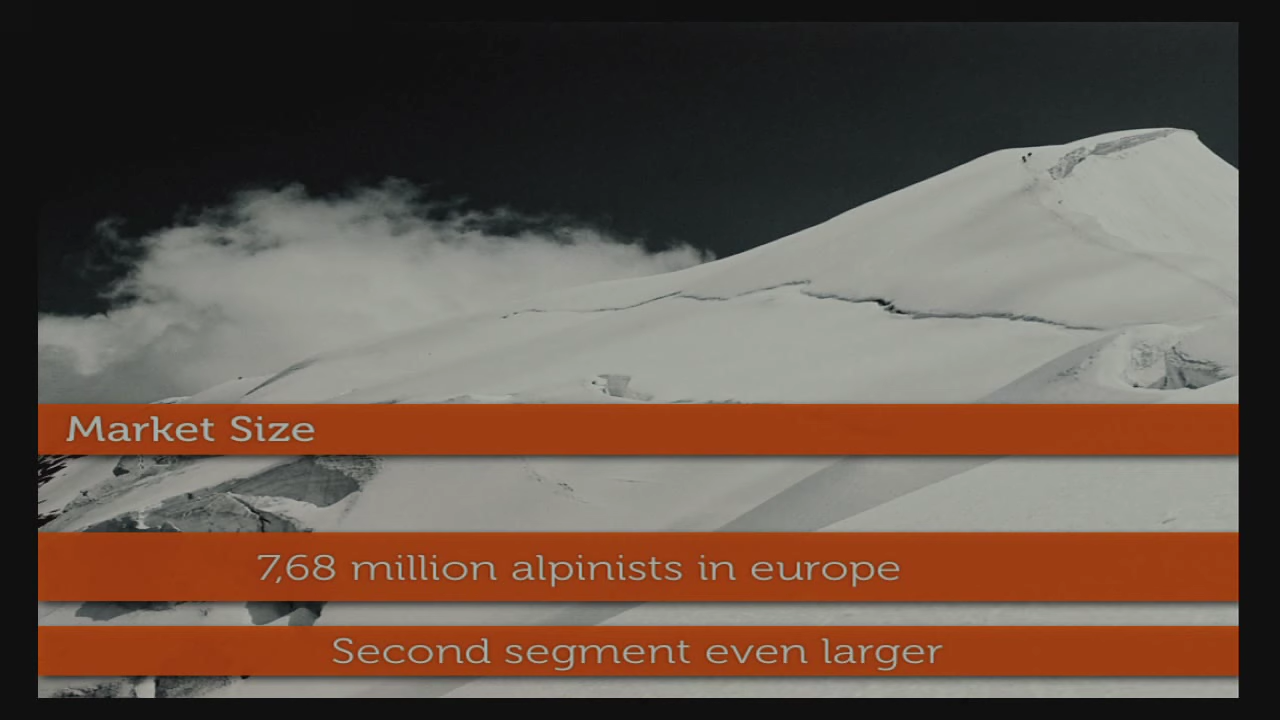 Market Size
7,68 million alpinists in europe
Second segment even larger